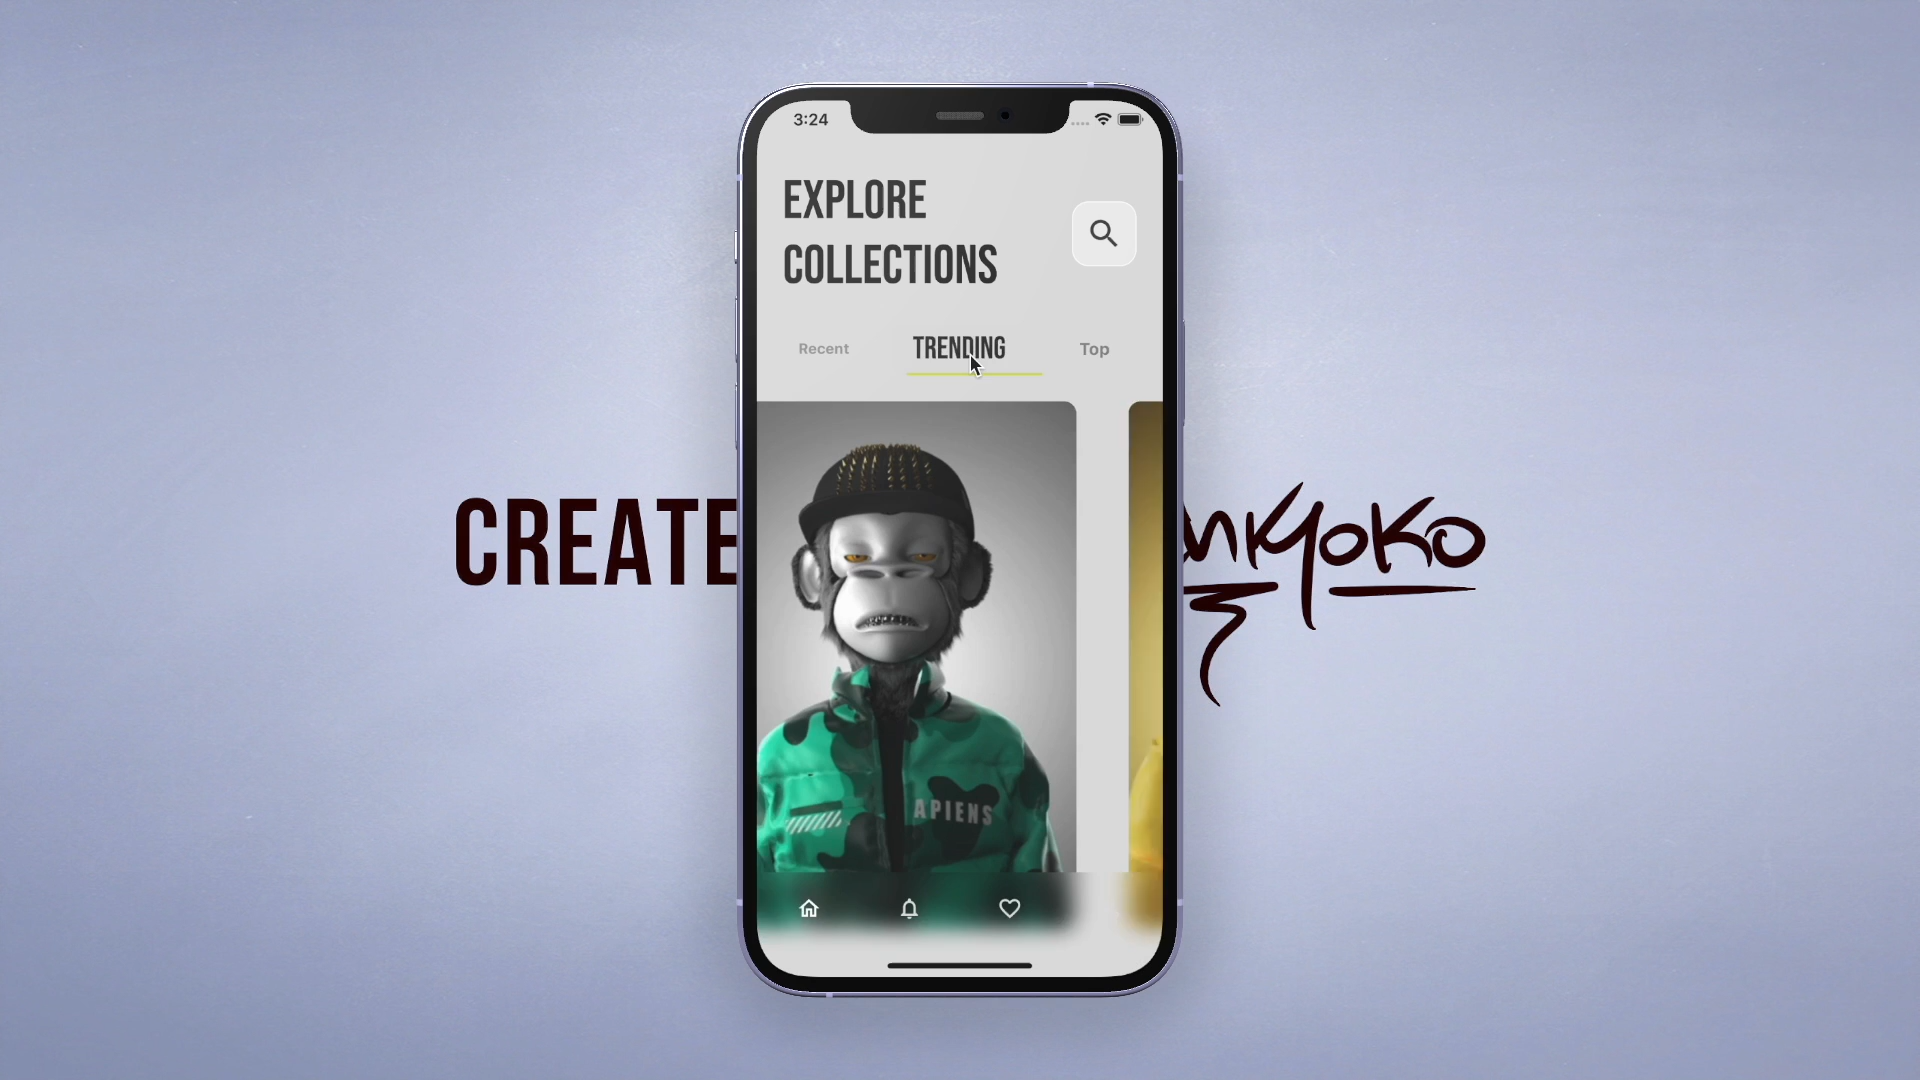 3:24
EXPLORE
COLLECTIONS
Recent
TRENDING
Top
CREATE
APIENS